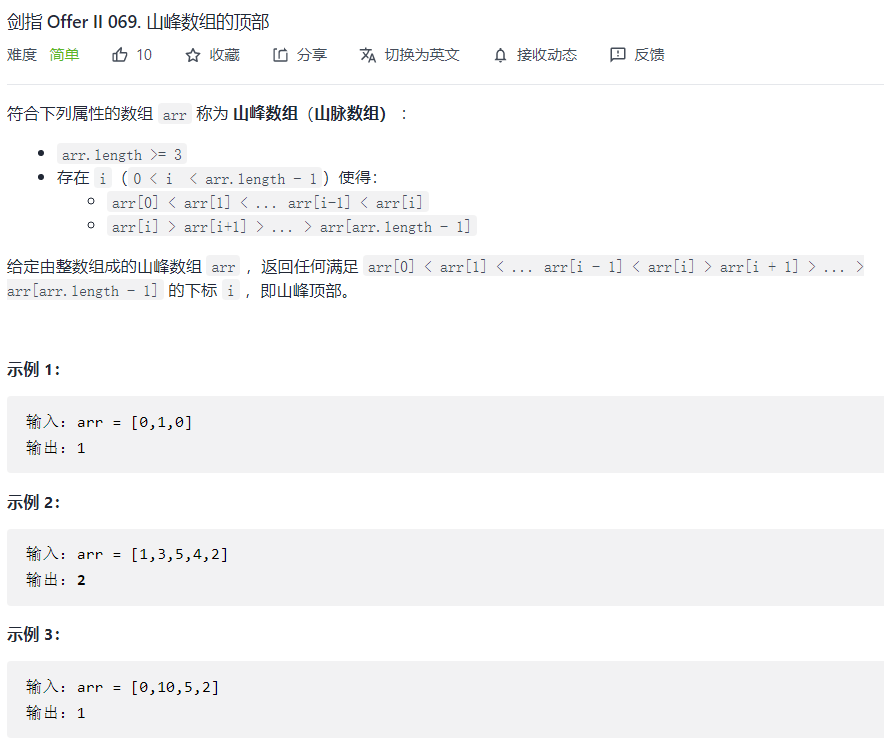 剑指 Offer II 069. 山峰数组的顶部
难度 简单 10 收藏 分享 切换为英文 接收动态 反馈
符合下列属性的数组 arr 称为 山峰数组（山脉数组） ：
arr.length >= 3
存在 i （ 0 < i < arr.length - 1）使得：
arr[0] < arr[1] < ... arr[i-1] < arr[i]
arr[i] > arr[i+1] > ... > arr[arr.length - 1]
给定由整数组成的山峰数组 arr ，返回任何满足 arr[0] < arr[1] < ... arr[i - 1] < arr[i] > arr[i + 1] > ... >
arr[arr.length - 1] 的下标 i ，即山峰顶部。
示例 1：
输入：arr = [0,1,0]
输出：1
示例 2：
输入：arr = [1,3,5,4,2]
输出：2
示例 3：
输入：arr = [0,10,5,2]
输出：1